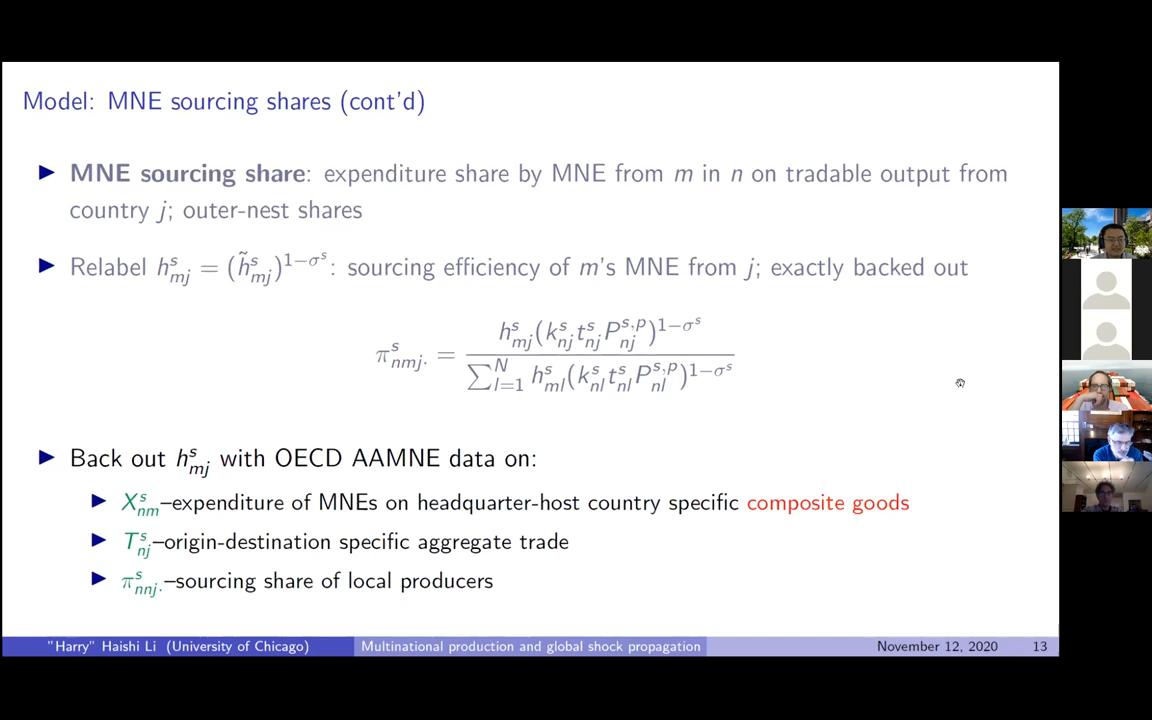 Model: MNE sourcing shares (cont'd)
▶ MNE sourcing share: expenditure share by MNE from m in n on tradable output from
country j; outer-nest shares
▶ Relabel h^s_{mj} = (\tilde{h}^s_{mj})^{1−σ^s}: sourcing efficiency of m's MNE from j; exactly backed out
π^s_{nmj·} = \frac{h^s_{mj}(k^s_{nj} t^s_{nj} P^{s,p}_{nj})^{1−σ^s}}{\sum_{l=1}^{N} h^s_{ml}(k^s_{nl} t^s_{nl} P^{s,p}_{nl})^{1−σ^s}}
▶ Back out h^s_{mj} with OECD AAMNE data on:
▶ X^s_{nm}–expenditure of MNEs on headquarter-host country specific composite goods
▶ T^s_{nj}–origin-destination specific aggregate trade
▶ π^s_{nnj·}–sourcing share of local producers
"Harry" Haishi Li (University of Chicago) Multinational production and global shock propagation November 12, 2020 13